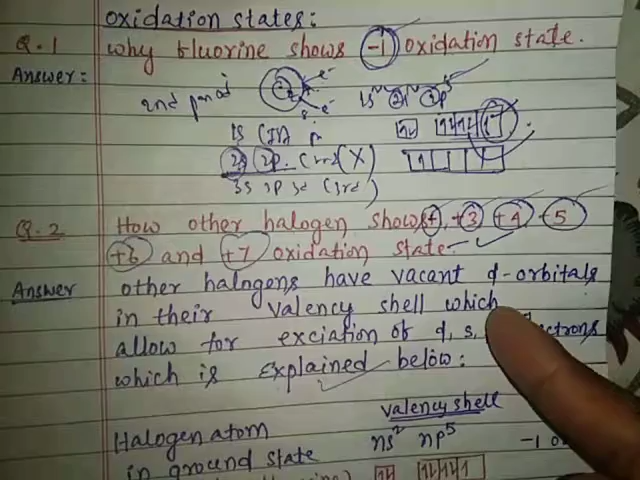 oxidation states:
Q.1 why fluorine shows -1 oxidation state.
Answer:
2nd period e⁻ 1s² 2s² 2p⁵
e⁻
1s (1st) p
2s 2p. (2nd) (X)
3s 3p 3d (3rd)
Q.2 How other halogen shows +1, +3 +4 +5
+6 and +7 oxidation state.
Answer other halogens have vacant d-orbitals
in their valency shell which
allow for exciation of d, s,
which is explained below:
valency shell
Halogen atom ns² np⁵ -1
in ground state